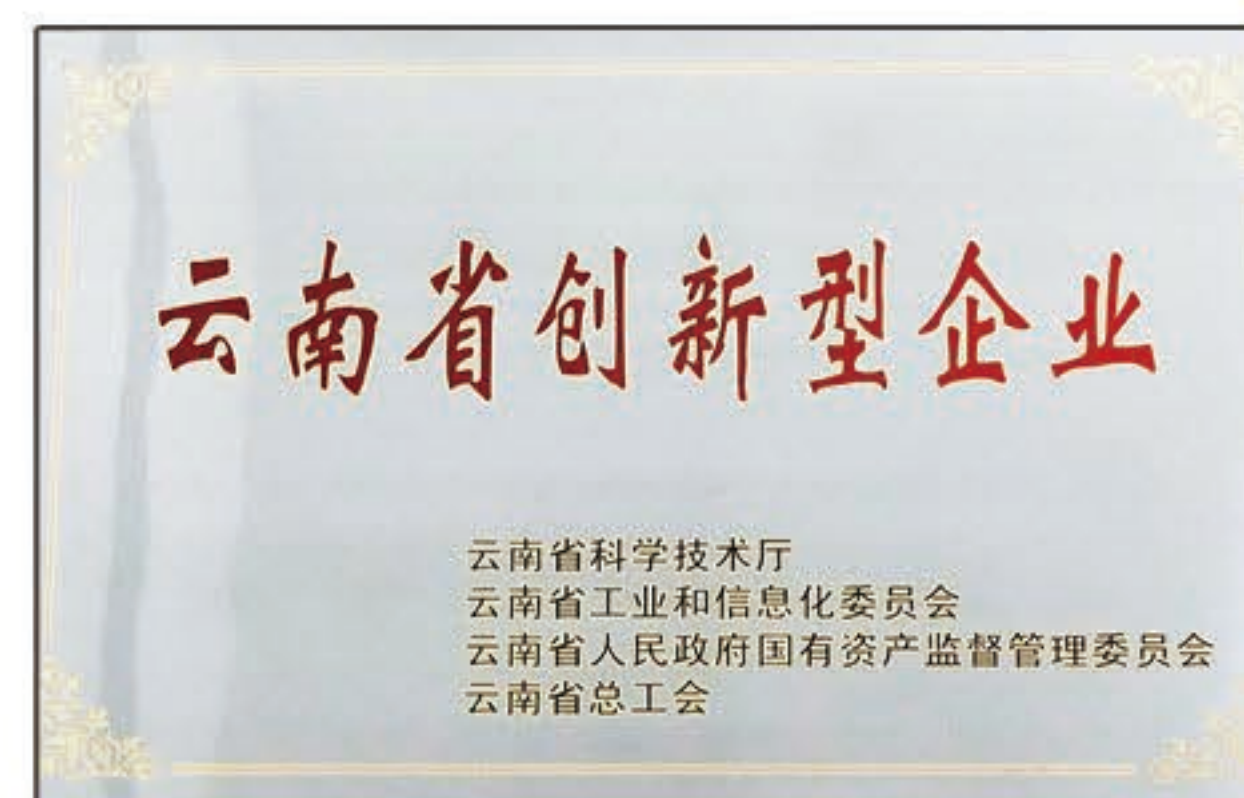 云南省创新型企业
云南省科学技术厅
云南省工业和信息化委员会
云南省人民政府国有资产监督管理委员会
云南省总工会